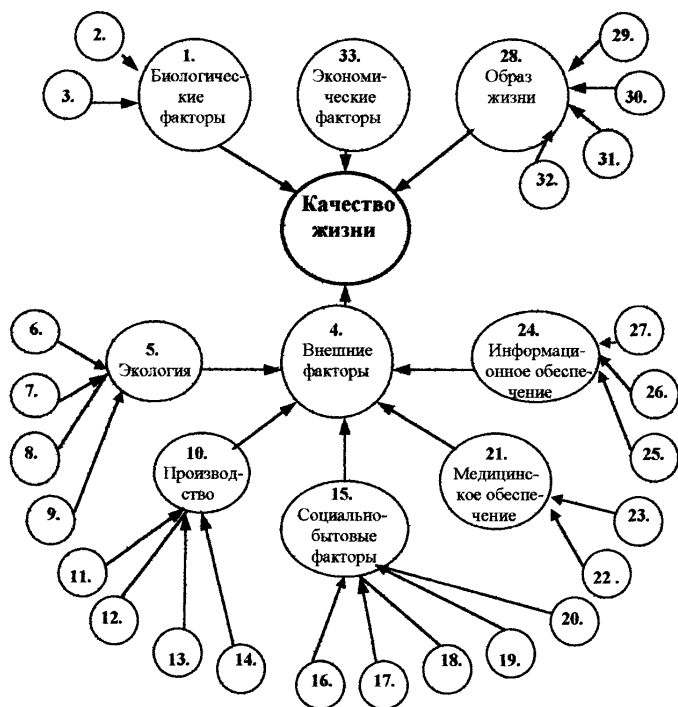 2.
3.
1.
Биологичес-
кие
факторы
33.
Экономи-
ческие
факторы
28.
Образ
жизни
29.
30.
31.
32.
Качество
жизни
6.
7.
8.
9.
5.
Экология
4.
Внешние
факторы
24.
Информаци-
онное обеспе-
чение
27.
26.
25.
10.
Производ-
ство
11.
12.
13.
14.
15.
Социально-
бытовые
факторы
16.
17.
18.
19.
20.
21.
Медицинс-
кое обеспе-
чение
23.
22 .